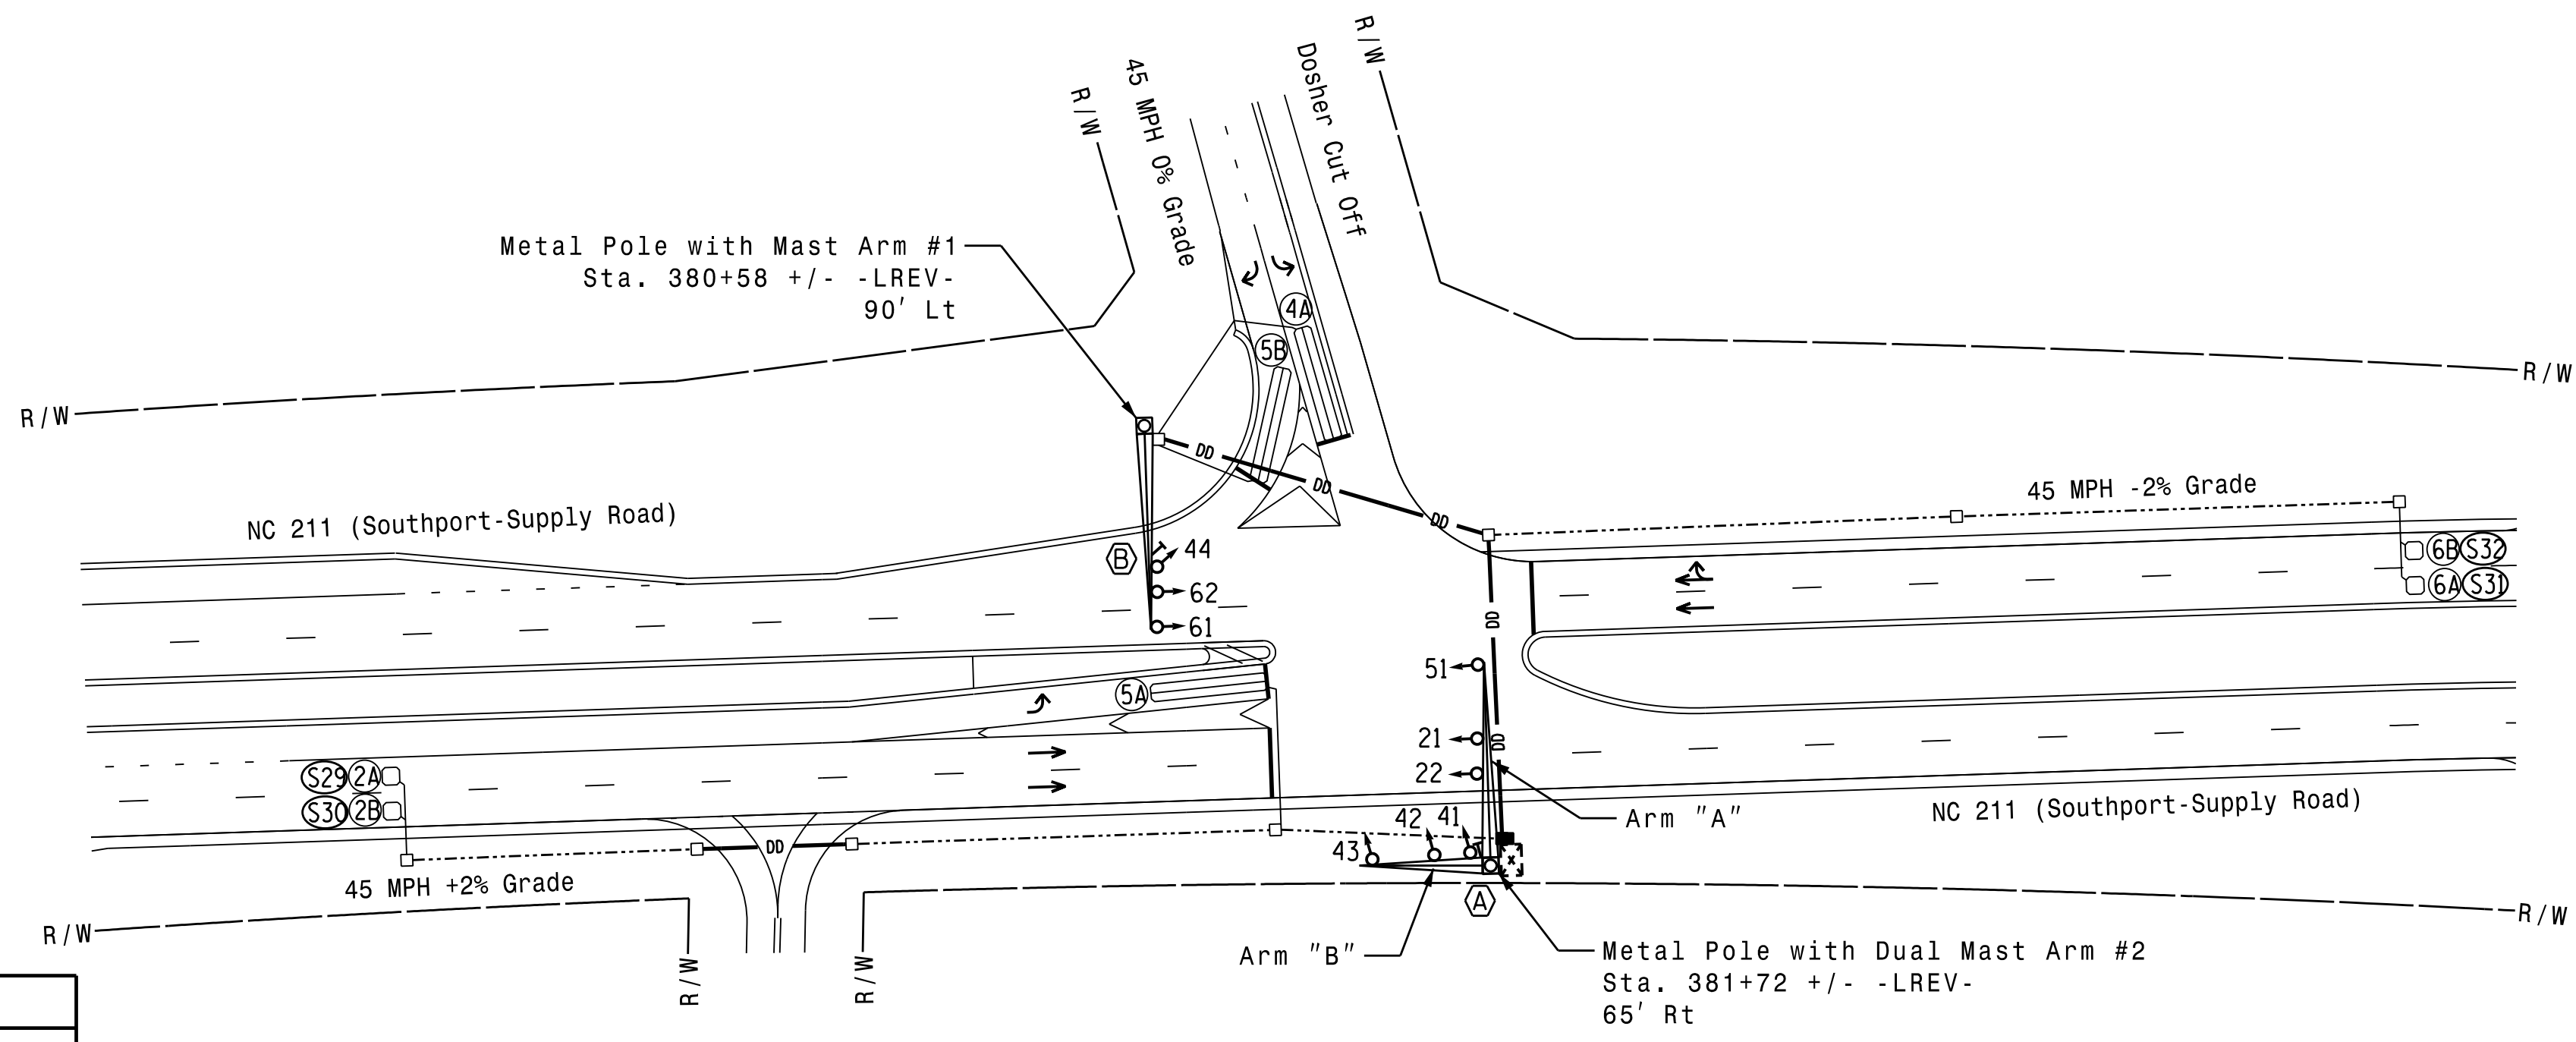 R/W
R/W
45 MPH 0% Grade
Dosher Cut Off
Metal Pole with Mast Arm #1
Sta. 380+58 +/- -LREV-
90' Lt
4A
5B
R/W
R/W
DD
DD
DD
NC 211 (Southport-Supply Road)
45 MPH -2% Grade
B
44
62
61
6B
S32
6A
S31
DD
51
5A
21
DD
22
S29
2A
S30
2B
42
41
43
Arm "A"
NC 211 (Southport-Supply Road)
DD
45 MPH +2% Grade
A
R/W
R/W
R/W
R/W
Arm "B"
Metal Pole with Dual Mast Arm #2
Sta. 381+72 +/- -LREV-
65' Rt